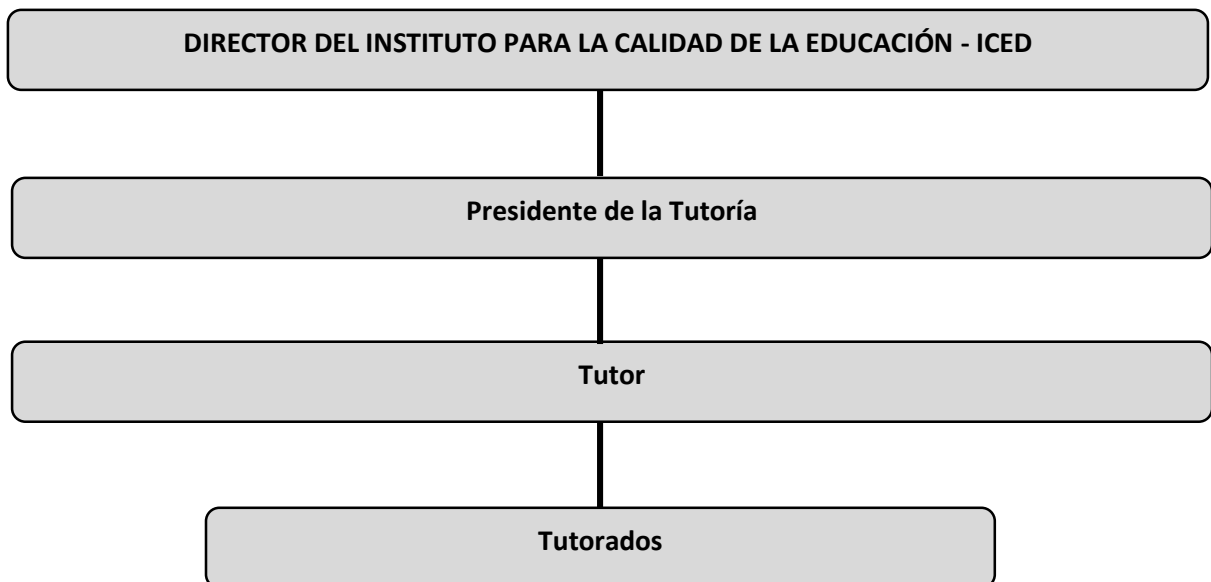 DIRECTOR DEL INSTITUTO PARA LA CALIDAD DE LA EDUCACIÓN - ICED
Presidente de la Tutoría
Tutor
Tutorados